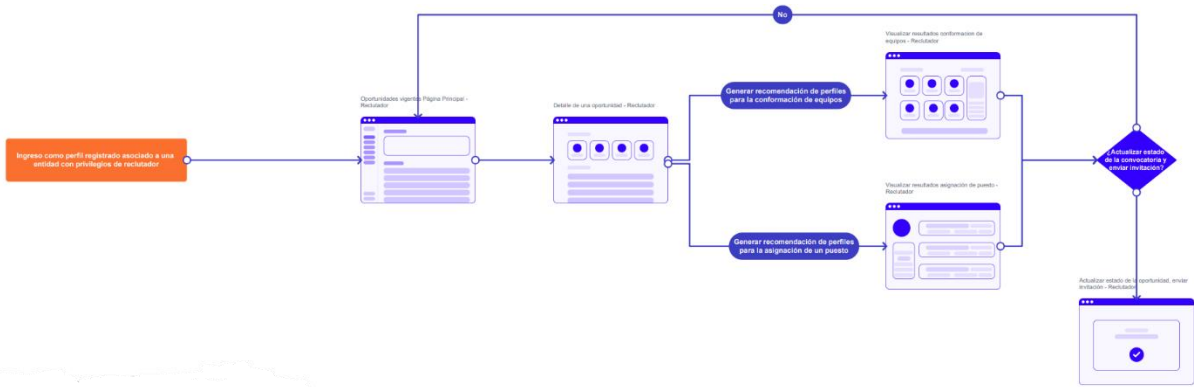 No
Visualizar resultados conformacion de
equipos - Reclutador
Generar recomendación de perfiles
para la conformación de equipos
Oportunidades vigentes Página Principal -
Reclutador
Detalle de una oportunidad - Reclutador
Ingreso como perfil registrado asociado a una
entidad con privilegios de reclutador
¿Actualizar estado
de la convocatoria y
enviar invitación?
Visualizar resultados asignación de puesto -
Reclutador
Generar recomendación de perfiles
para la asignación de un puesto
Actualizar estado de la oportunidad, enviar
invitación - Reclutador